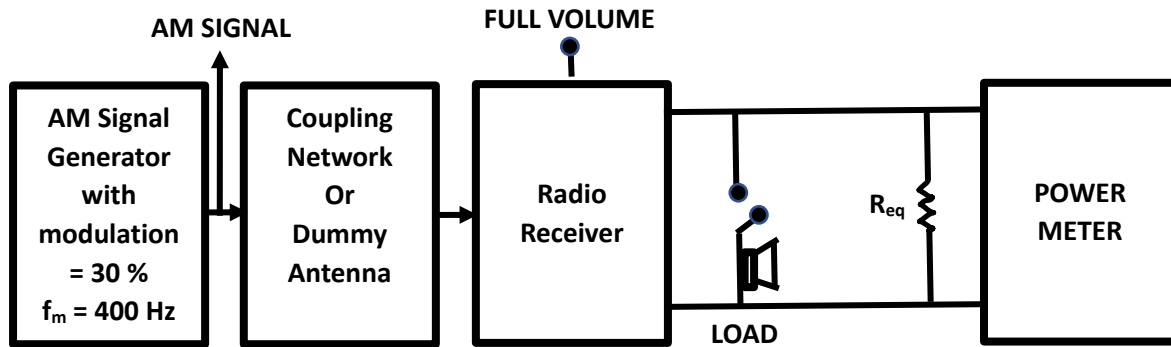 FULL VOLUME
AM SIGNAL
AM Signal
Generator
with
modulation
= 30 %
fₘ = 400 Hz
Coupling
Network
Or
Dummy
Antenna
Radio
Receiver
LOAD
Rₑq
POWER
METER